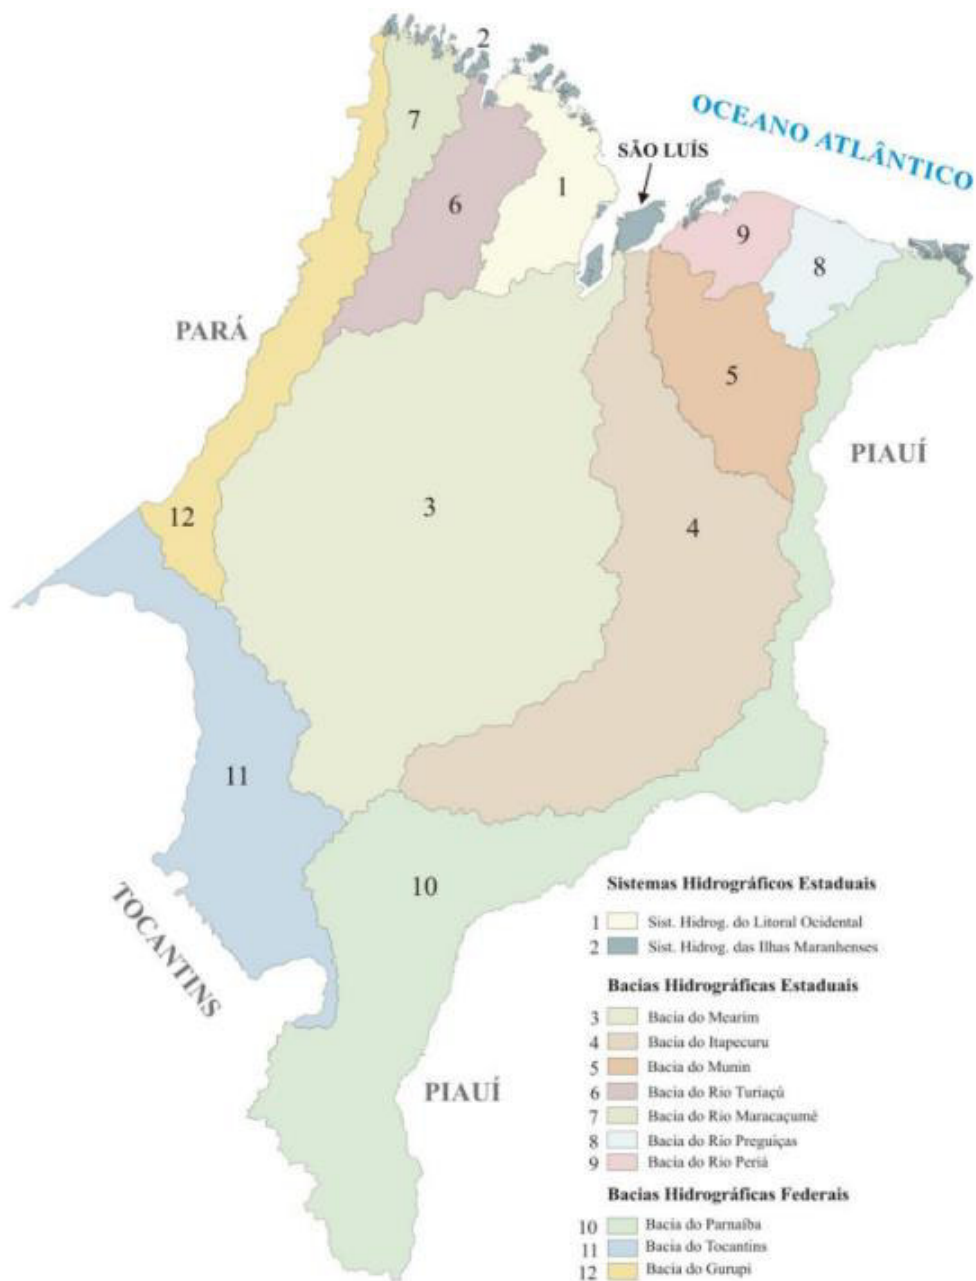 2
OCEANO ATLÂNTICO
7
SÃO LUÍS
1
6
9
8
PARÁ
5
PIAUÍ
3
12
4
11
10
TOCANTINS
PIAUÍ
Sistemas Hidrográficos Estaduais
1 Sist. Hidrog. do Litoral Ocidental
2 Sist. Hidrog. das Ilhas Maranhenses
Bacias Hidrográficas Estaduais
3 Bacia do Mearim
4 Bacia do Itapecuru
5 Bacia do Munin
6 Bacia do Rio Turiaçû
7 Bacia do Rio Maracaçumê
8 Bacia do Rio Preguiças
9 Bacia do Rio Periá
Bacias Hidrográficas Federais
10 Bacia do Parnaíba
11 Bacia do Tocantins
12 Bacia do Gurupi